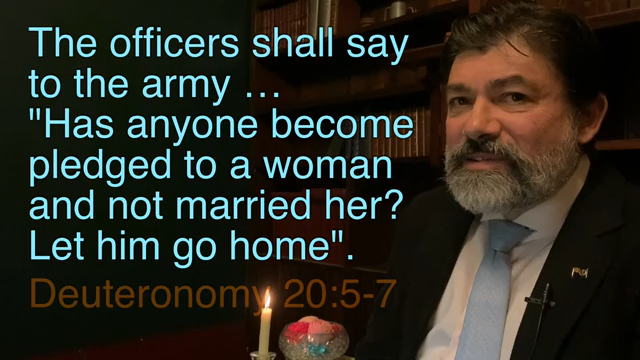 The officers shall say
to the army …
"Has anyone become
pledged to a woman
and not married her?
Let him go home".
Deuteronomy 20:5-7